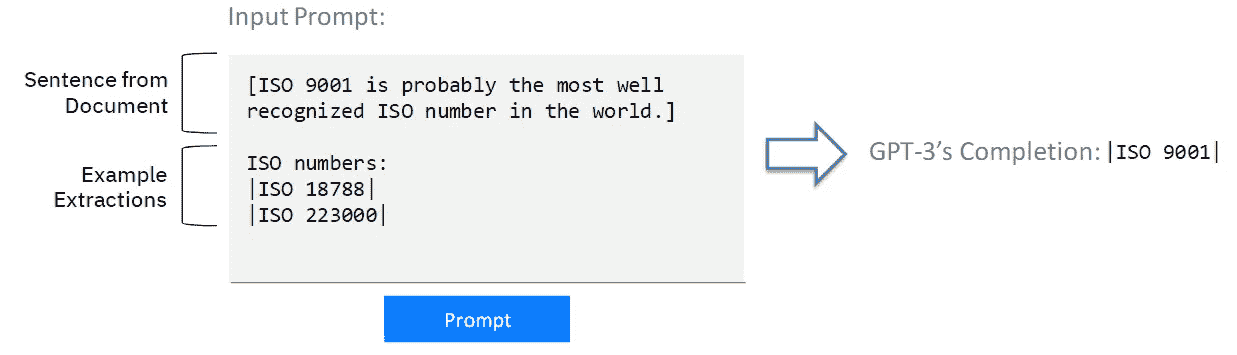 Input Prompt:
Sentence from
Document
[ISO 9001 is probably the most well
recognized ISO number in the world.]
Example
Extractions
ISO numbers:
|ISO 18788|
|ISO 223000|
Prompt
GPT-3's Completion: |ISO 9001|